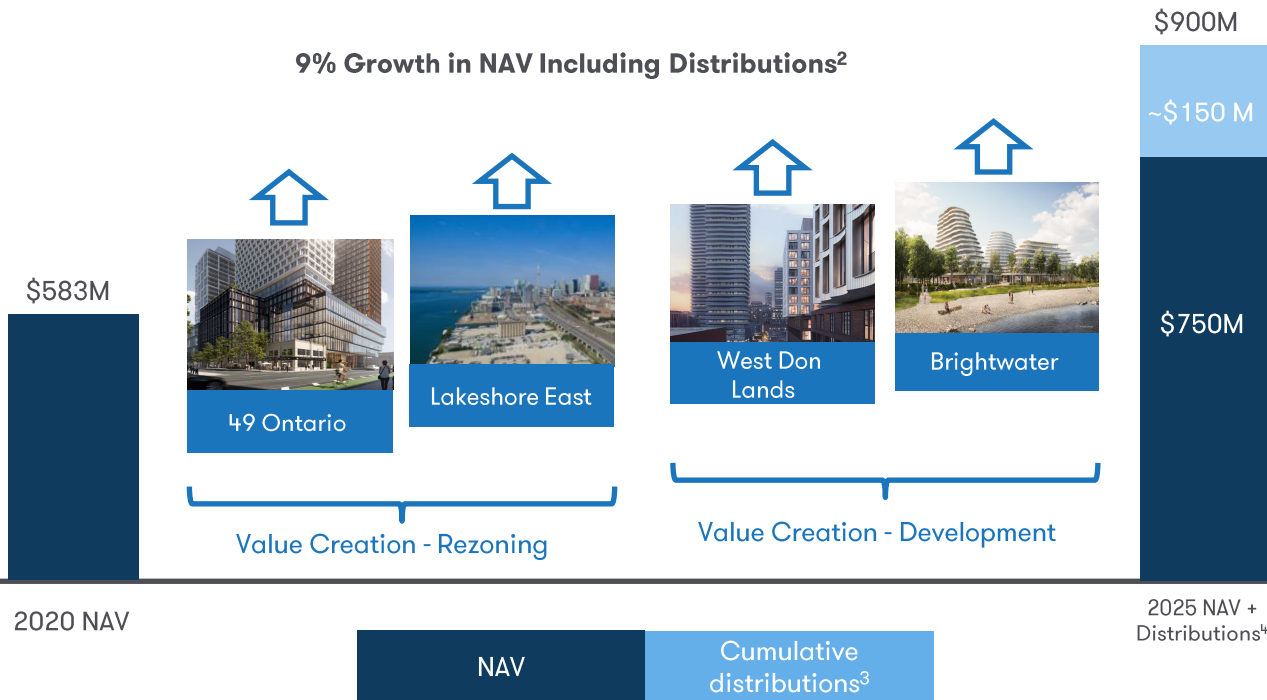 $900M
9% Growth in NAV Including Distributions²
~$150 M
$583M
$750M
49 Ontario
Lakeshore East
West Don
Lands
Brightwater
Value Creation - Rezoning
Value Creation - Development
2020 NAV
2025 NAV +
Distributions⁴
NAV
Cumulative
distributions³